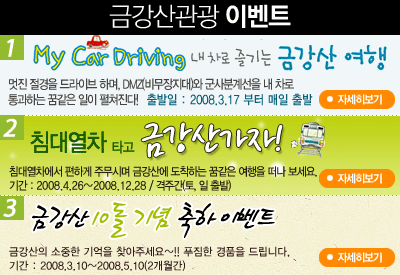 금강산관광 이벤트
1 My Car Driving 내 차로 즐기는 금강산 여행
멋진 절경을 드라이브 하며, DMZ(비무장지대)와 군사분계선을 내 차로
통과하는 꿈같은 일이 펼쳐진다! 출발일 : 2008.3.17 부터 매일 출발 자세히보기
2 침대열차 타고 금강산가자!
침대열차에서 편하게 주무시며 금강산에 도착하는 꿈같은 여행을 떠나 보세요.
기간 : 2008.4.26~2008.12.28 / 격주간(토, 일 출발) 자세히보기
3 금강산 10돌 기념 축하 이벤트
금강산의 소중한 기억을 찾아주세요~!! 푸짐한 경품을 드립니다.
기간 : 2008.3.10~2008.5.10(2개월간) 자세히보기